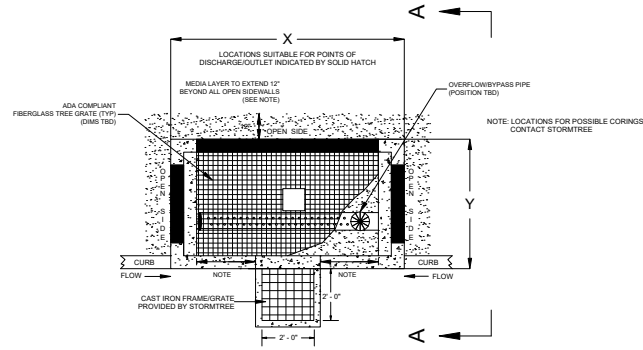 A
X
LOCATIONS SUITABLE FOR POINTS OF
DISCHARGE/OUTLET INDICATED BY SOLID HATCH
MEDIA LAYER TO EXTEND 12"
BEYOND ALL OPEN SIDEWALLS
(SEE NOTE)
OVERFLOW/BYPASS PIPE
(POSITION TBD)
ADA COMPLIANT
FIBERGLASS TREE GRATE (TYP)
(DIMS TBD)
NOTE: LOCATIONS FOR POSSIBLE CORINGS
CONTACT STORMTREE
OPEN SIDE
OPEN SIDE
OPEN SIDE
Y
CURB
CURB
FLOW
NOTE
NOTE
FLOW
CAST IRON FRAME/GRATE
PROVIDED BY STORMTREE
2' - 0"
2' - 0"
A